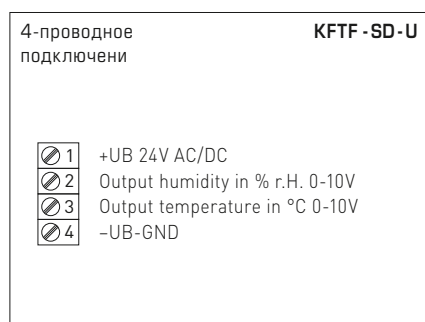 4-проводное
подключени
KFTF - SD - U
1 +UB 24V AC/DC
2 Output humidity in % r.H. 0-10V
3 Output temperature in °C 0-10V
4 –UB-GND